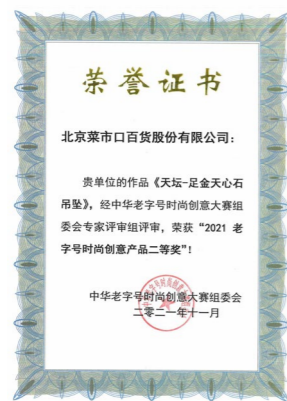 荣誉证书
北京菜市口百货股份有限公司：
贵单位的作品《天坛-足金天心石
吊坠》，经中华老字号时尚创意大赛组
委会专家评审组评审，荣获“2021 老
字号时尚创意产品二等奖”！
中华老字号时尚创意大赛组委会
二零二一年十一月